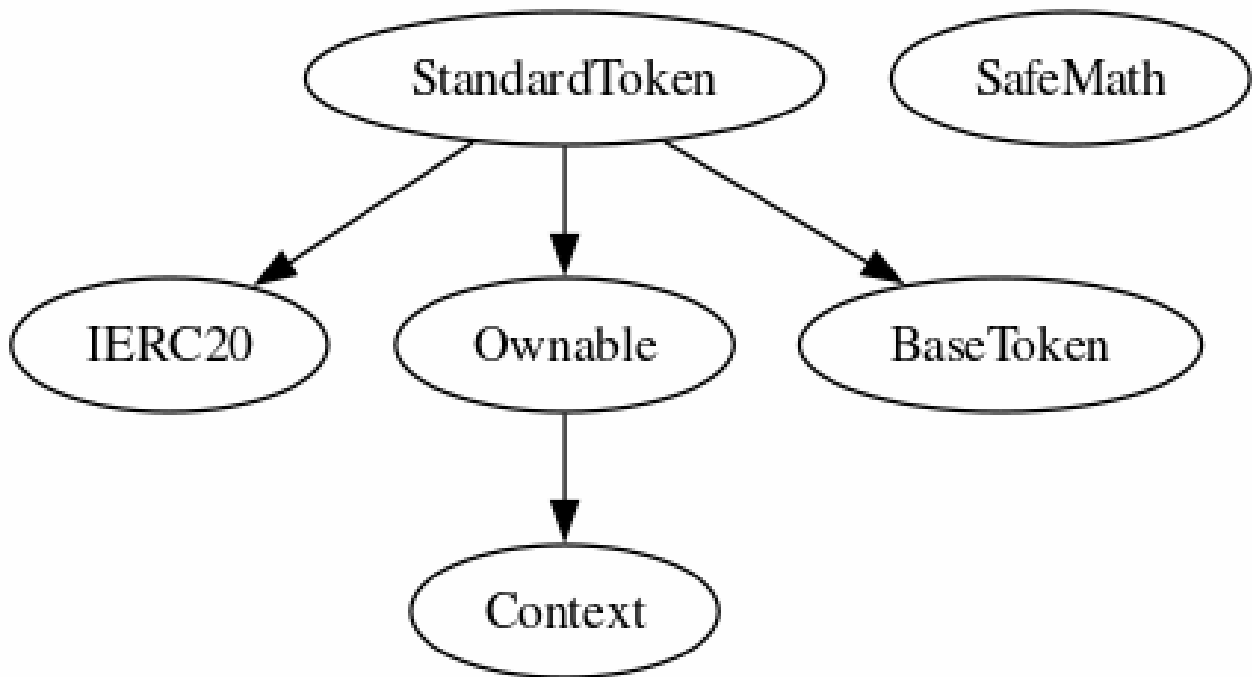 StandardToken
SafeMath
IERC20
Ownable
BaseToken
Context